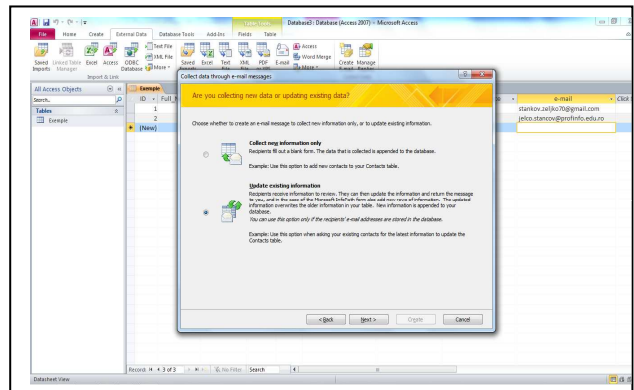 Table Tools
Database3 : Database (Access 2007) - Microsoft Access
File Home Create External Data Database Tools Add-Ins Fields Table
Saved Imports
Linked Table Manager
Excel
Access
ODBC Database
Text File
XML File
More
Saved Exports
Excel
Text File
XML File
PDF or XPS
E-mail
Access
Word Merge
More
Create E-mail
Manage Replies
Import & Link
All Access Objects
Search...
Tables
Exemple
Exemple
ID
e-mail
Click
1
stankov.zeljko70@gmail.com
2
jelco.stancov@profinfo.edu.ro
(New)
Collect data through e-mail messages
Are you collecting new data or updating existing data?
Choose whether to create an e-mail message to collect new information only, or to update existing information.
Collect new information only
Recipients fill out a blank form. The data that is collected is appended to the database.
Example: Use this option to add new contacts to your Contacts table.
Update existing information
Recipients receive information to review. They can then update the information and return the message
to you, and in the case of the Microsoft InfoPath form also add new rows of information. The updated
information overwrites the older information in your table. New information is appended to your
database.
You can use this option only if the recipients' e-mail addresses are stored in the database.
Example: Use this option when asking your existing contacts for the latest information to update the
Contacts table.
< Back Next > Create Cancel
Record: 3 of 3 No Filter Search
Datasheet View